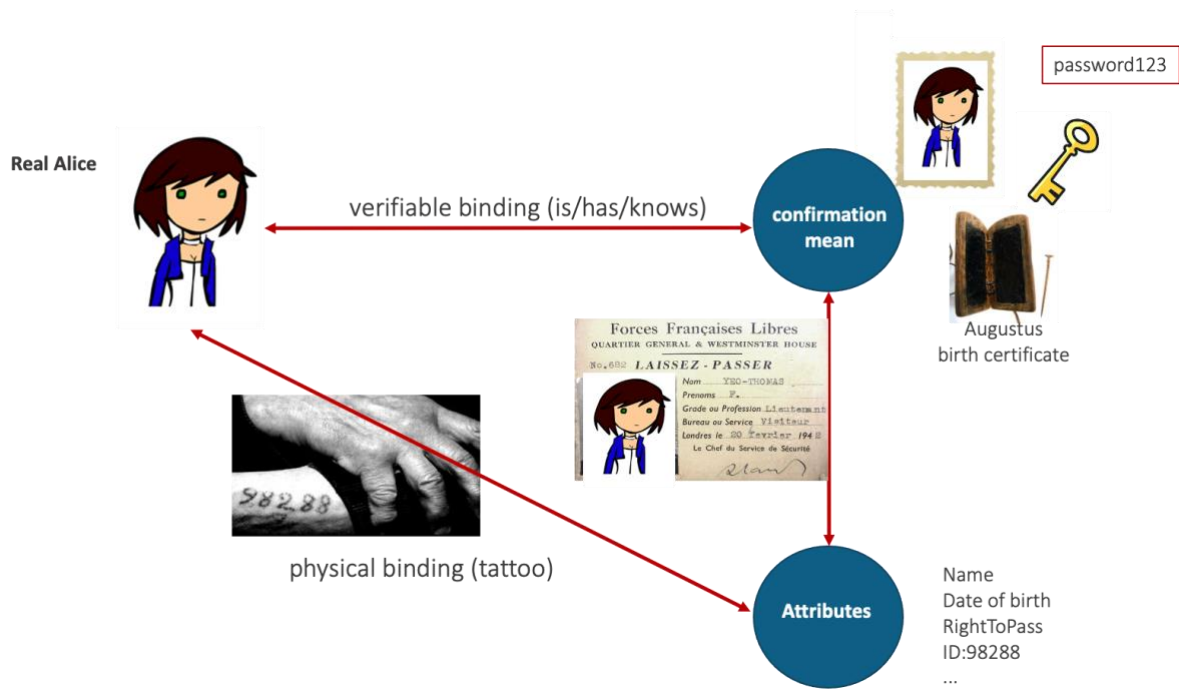 password123
Real Alice
verifiable binding (is/has/knows)
confirmation
mean
Augustus
birth certificate
Forces Françaises Libres
QUARTIER GENERAL & WESTMINSTER HOUSE
No. 682 LAISSEZ - PASSER
Nom YEO-THOMAS
Prenoms F.
Grade ou Profession Lieutenant
Bureau ou Service Visiteur
Londres le 20 fevrier 1942
Le Chef du Service de Sécurité
98288
physical binding (tattoo)
Attributes
Name
Date of birth
RightToPass
ID:98288
...